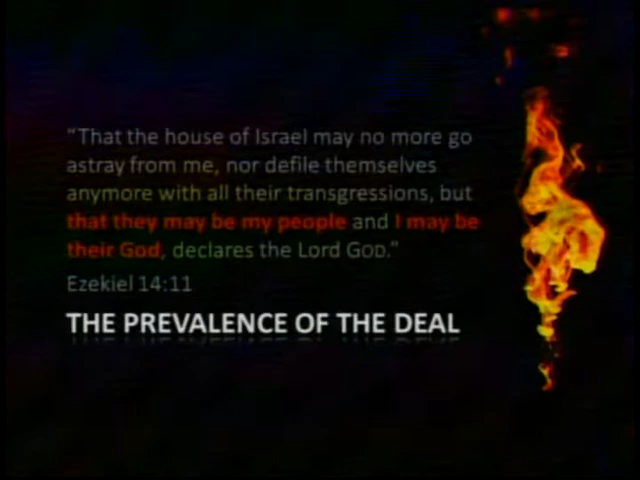 “That the house of Israel may no more go
astray from me, nor defile themselves
anymore with all their transgressions, but
that they may be my people and I may be
their God, declares the Lord GOD.”
Ezekiel 14:11
THE PREVALENCE OF THE DEAL